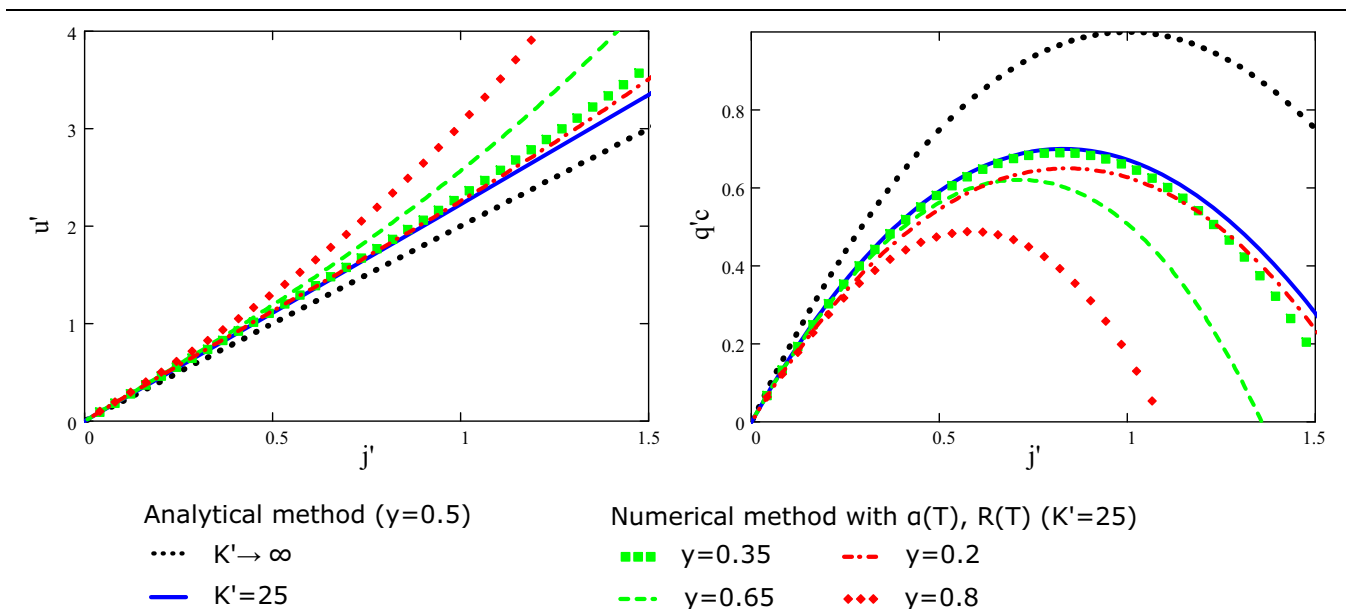 4
3
2
1
0
0
0.5
1
1.5
u'
j'
0.8
0.6
0.4
0.2
0
0
0.5
1
1.5
q'c
j'
Analytical method (y=0.5)
K'→ ∞
K'=25
Numerical method with α(T), R(T) (K'=25)
y=0.35
y=0.2
y=0.65
y=0.8